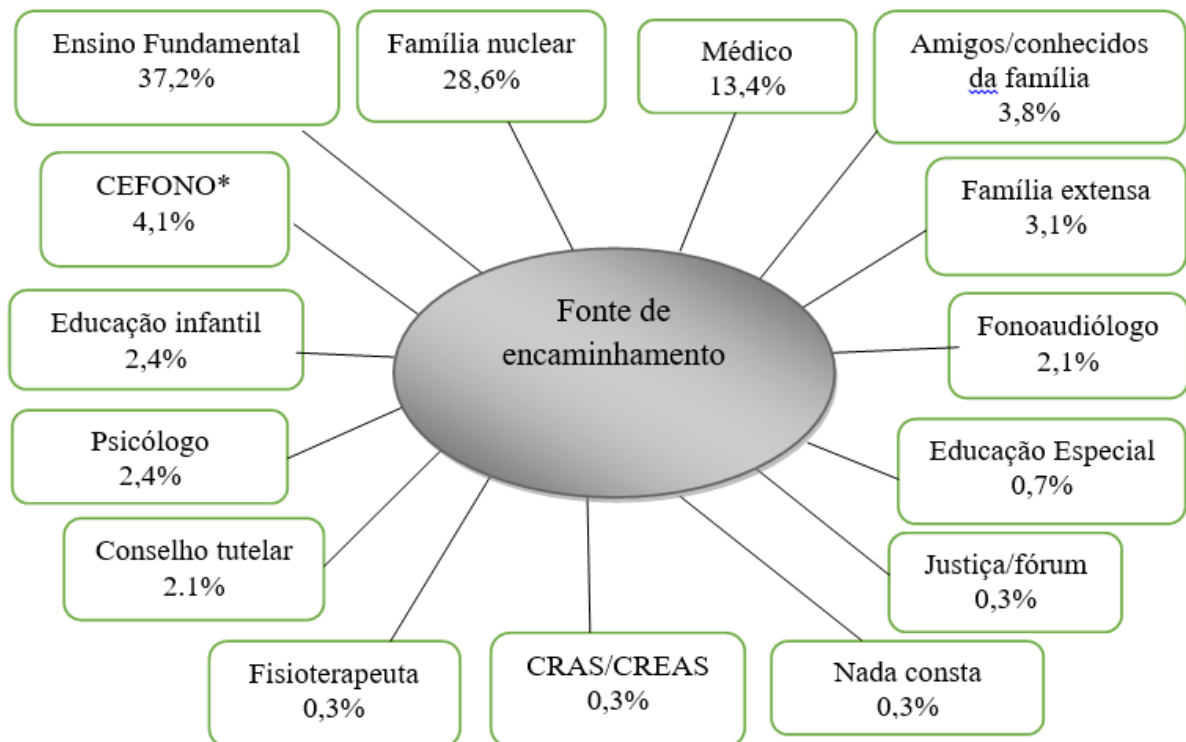 Ensino Fundamental
37,2%
Família nuclear
28,6%
Médico
13,4%
Amigos/conhecidos
da família
3,8%
CEFONO*
4,1%
Família extensa
3,1%
Fonte de
encaminhamento
Educação infantil
2,4%
Fonoaudiólogo
2,1%
Psicólogo
2,4%
Educação Especial
0,7%
Conselho tutelar
2.1%
Justiça/fórum
0,3%
Fisioterapeuta
0,3%
CRAS/CREAS
0,3%
Nada consta
0,3%